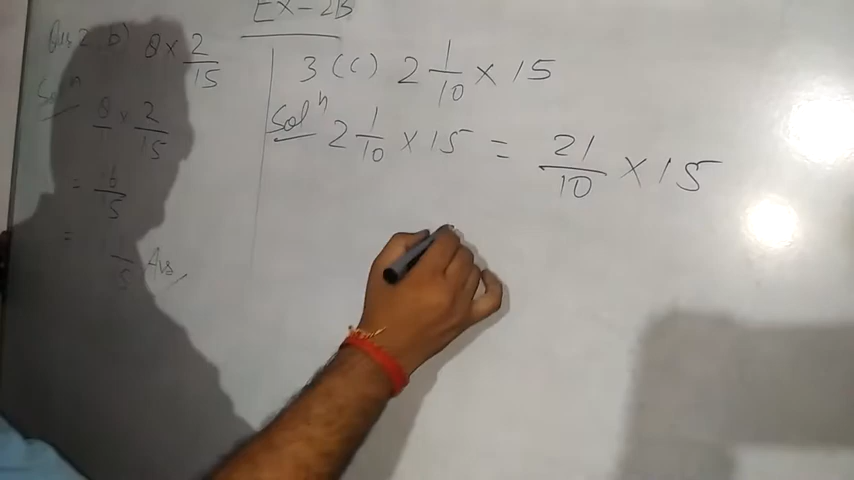 Ex-2B
Qus 2. b) 8 × 2/15
Solⁿ
8/1 × 2/15
= 16/15
=
Ans
3 (c) 2 1/10 × 15
Solⁿ 2 1/10 × 15 = 21/10 × 15